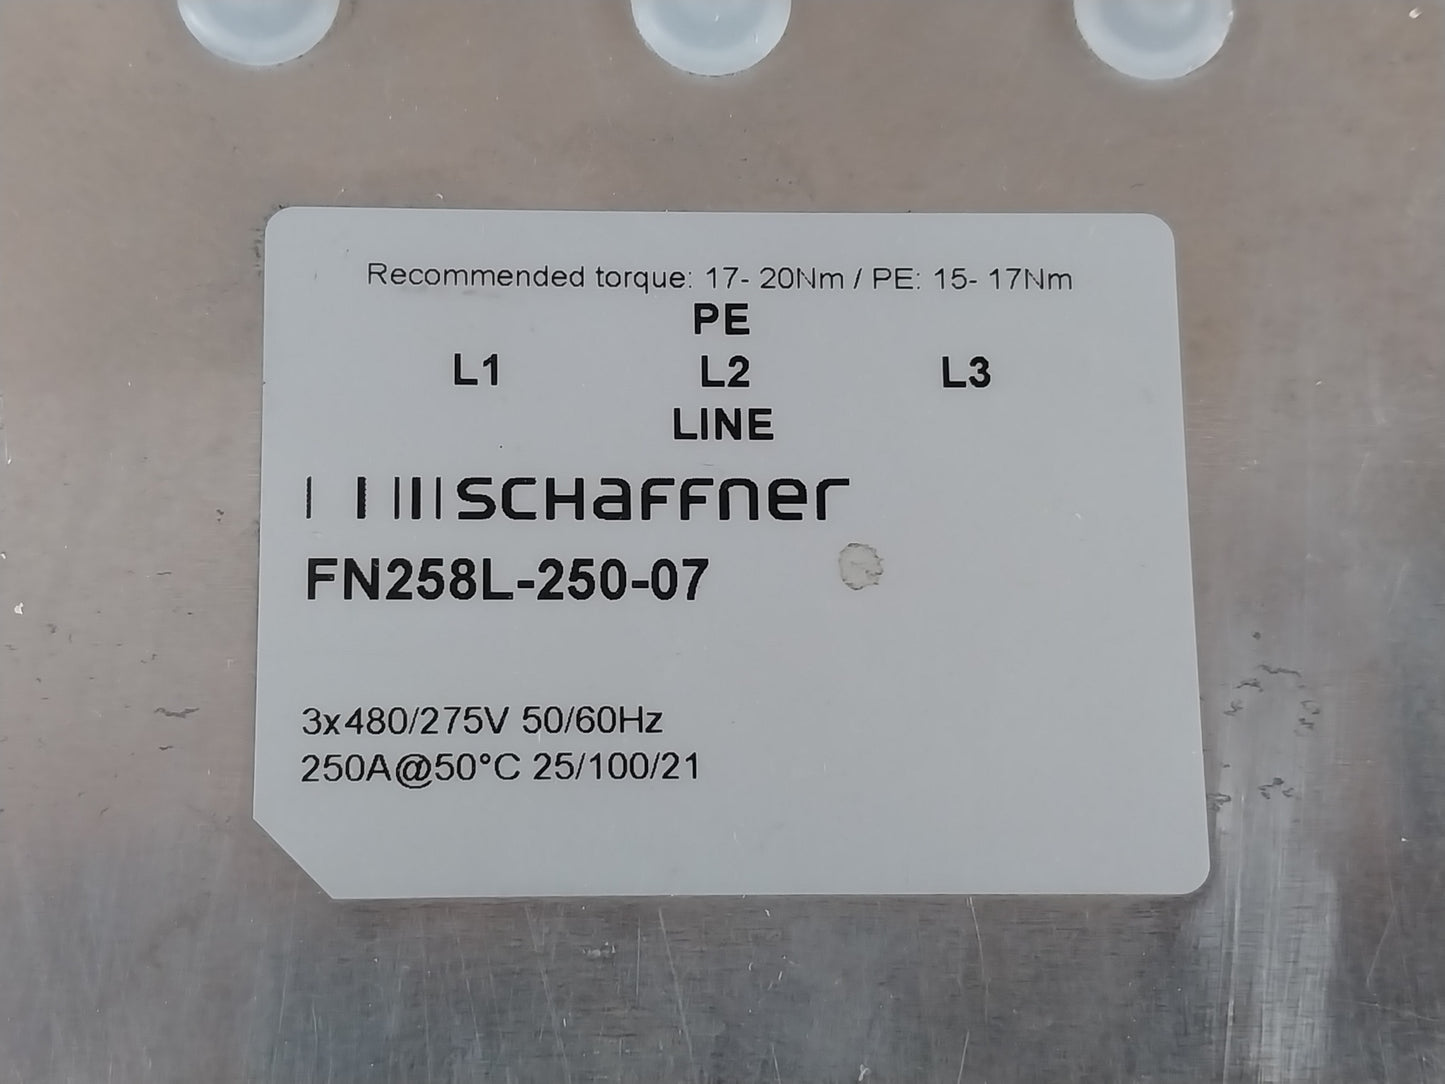 Recommended torque: 17- 20Nm / PE: 15- 17Nm
PE
L1 L2 L3
LINE
SCHaFFner
FN258L-250-07
3x480/275V 50/60Hz
250A@50°C 25/100/21